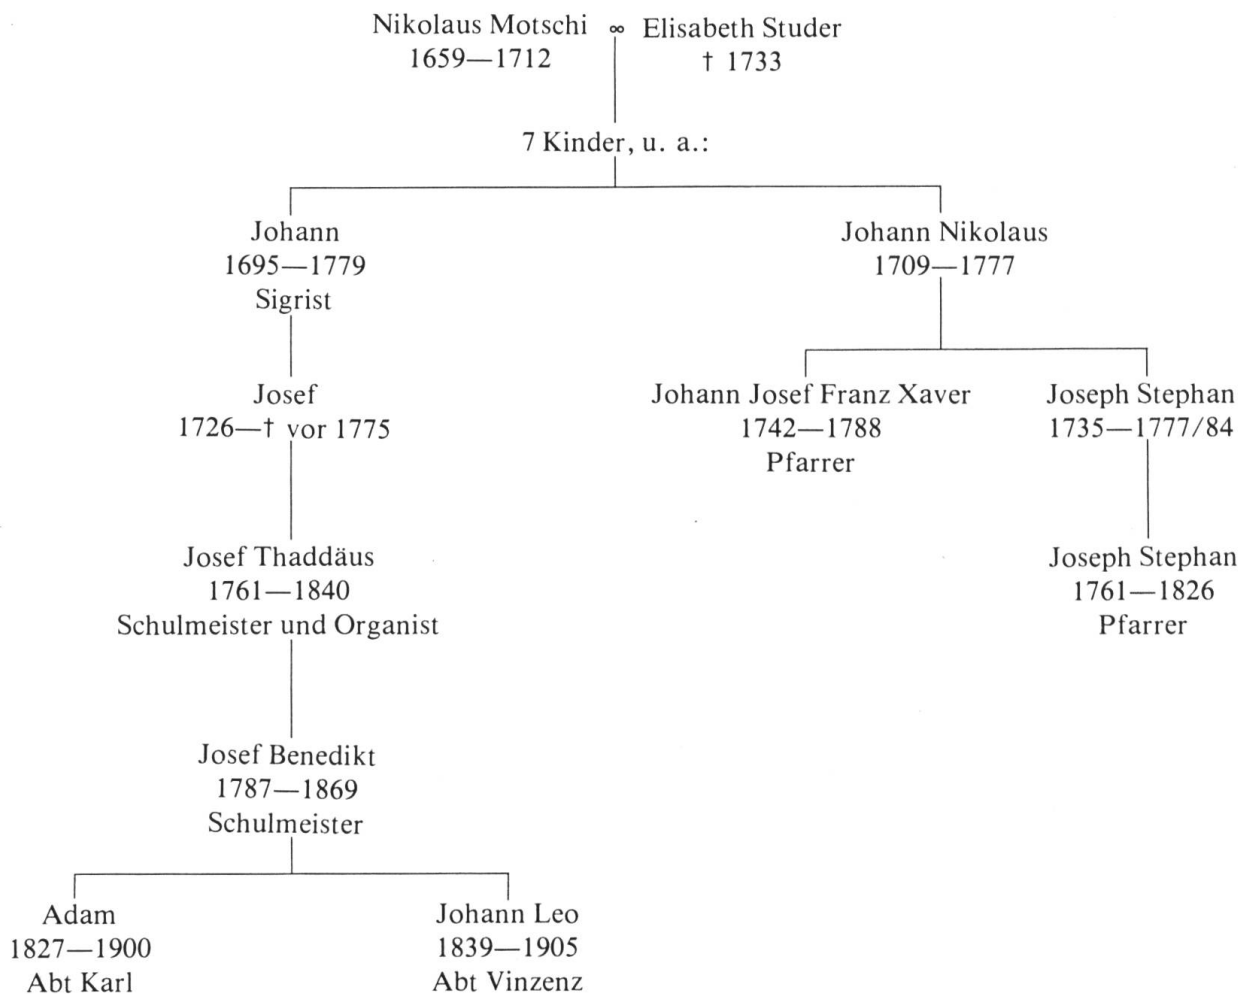 Nikolaus Motschi ∞ Elisabeth Studer
1659—1712 † 1733
7 Kinder, u. a.:
Johann
1695—1779
Sigrist
Johann Nikolaus
1709—1777
Josef
1726—† vor 1775
Johann Josef Franz Xaver
1742—1788
Pfarrer
Joseph Stephan
1735—1777/84
Josef Thaddäus
1761—1840
Schulmeister und Organist
Joseph Stephan
1761—1826
Pfarrer
Josef Benedikt
1787—1869
Schulmeister
Adam
1827—1900
Abt Karl
Johann Leo
1839—1905
Abt Vinzenz